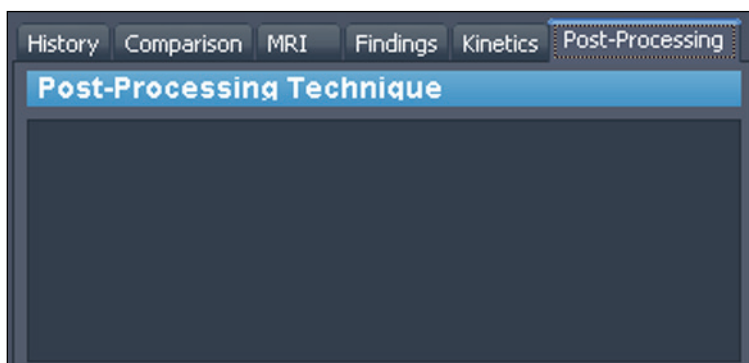 History Comparison MRI Findings Kinetics Post-Processing
Post-Processing Technique